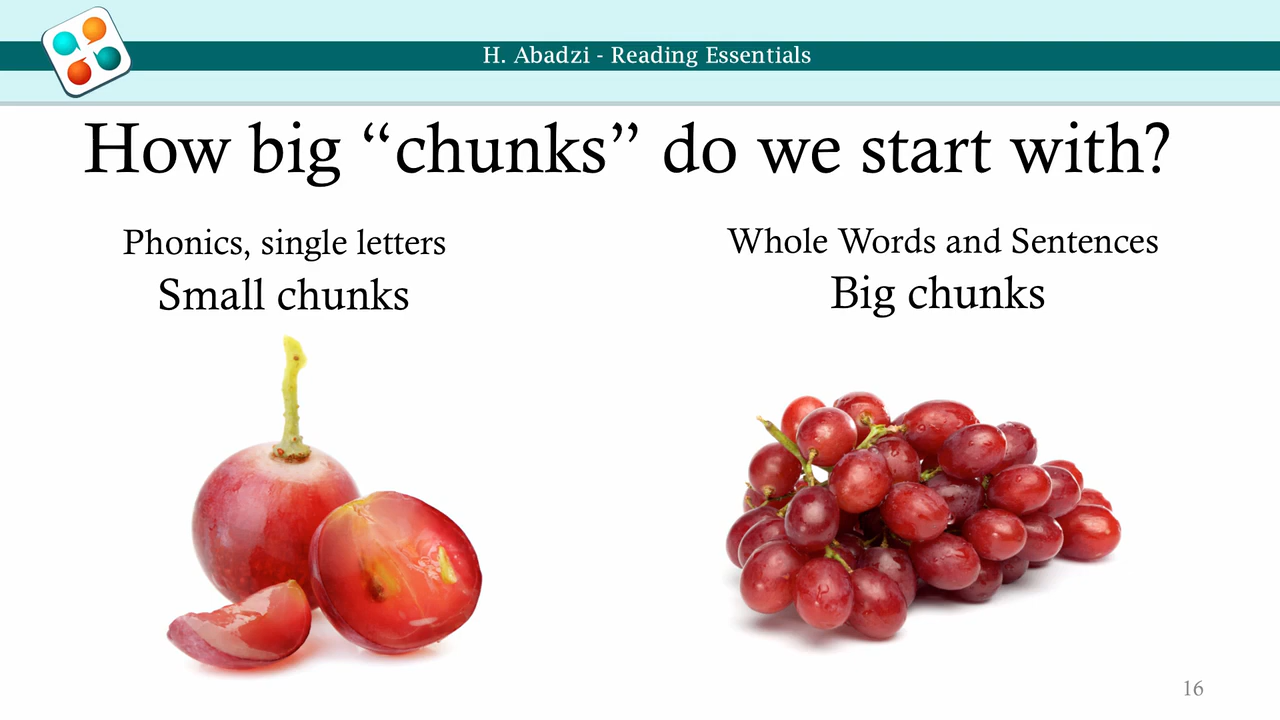 H. Abadzi - Reading Essentials
How big “chunks” do we start with?
Phonics, single letters
Small chunks
Whole Words and Sentences
Big chunks
16